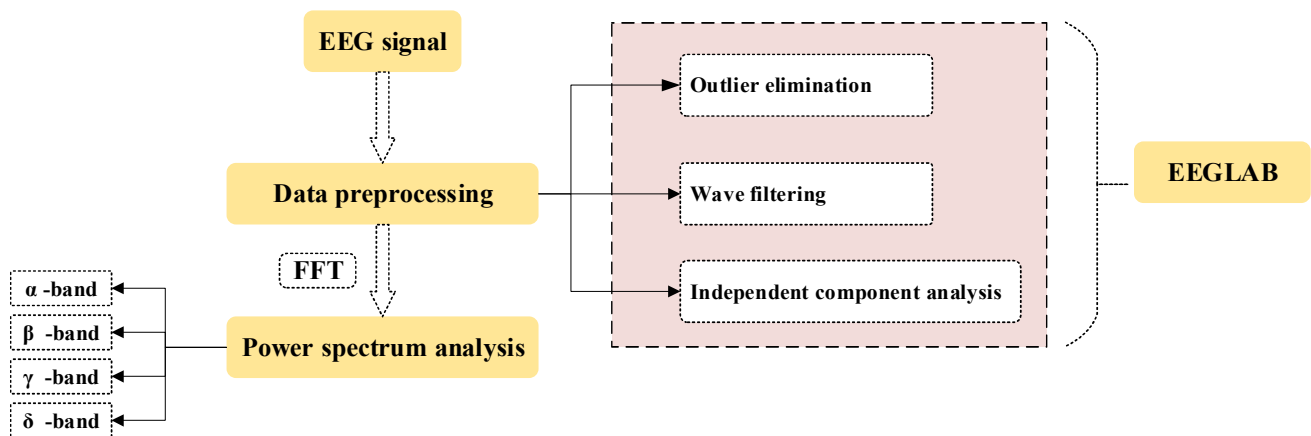 EEG signal
Outlier elimination
EEGLAB
Data preprocessing
Wave filtering
FFT
Independent component analysis
α -band
β -band
γ -band
δ -band
Power spectrum analysis